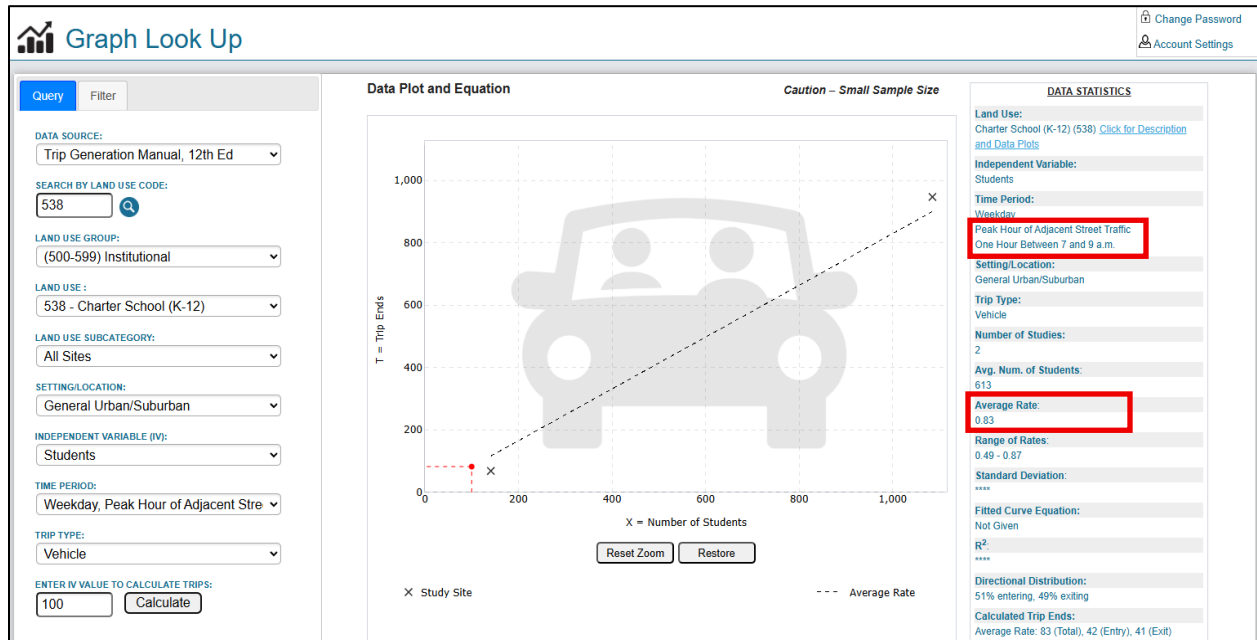 Graph Look Up
Change Password
Account Settings
Query
Filter
DATA SOURCE:
Trip Generation Manual, 12th Ed
SEARCH BY LAND USE CODE:
538
LAND USE GROUP:
(500-599) Institutional
LAND USE :
538 - Charter School (K-12)
LAND USE SUBCATEGORY:
All Sites
SETTING/LOCATION:
General Urban/Suburban
INDEPENDENT VARIABLE (IV):
Students
TIME PERIOD:
Weekday, Peak Hour of Adjacent Stre
TRIP TYPE:
Vehicle
ENTER IV VALUE TO CALCULATE TRIPS:
100
Calculate
Data Plot and Equation
Caution – Small Sample Size
T = Trip Ends
1,000
800
600
400
200
0
0
200
400
600
800
1,000
X = Number of Students
Reset Zoom
Restore
Study Site
Average Rate
DATA STATISTICS
Land Use:
Charter School (K-12) (538) Click for Description
and Data Plots
Independent Variable:
Students
Time Period:
Weekday
Peak Hour of Adjacent Street Traffic
One Hour Between 7 and 9 a.m.
Setting/Location:
General Urban/Suburban
Trip Type:
Vehicle
Number of Studies:
2
Avg. Num. of Students:
613
Average Rate:
0.83
Range of Rates:
0.49 - 0.87
Standard Deviation:
****
Fitted Curve Equation:
Not Given
R²:
****
Directional Distribution:
51% entering, 49% exiting
Calculated Trip Ends:
Average Rate: 83 (Total), 42 (Entry), 41 (Exit)